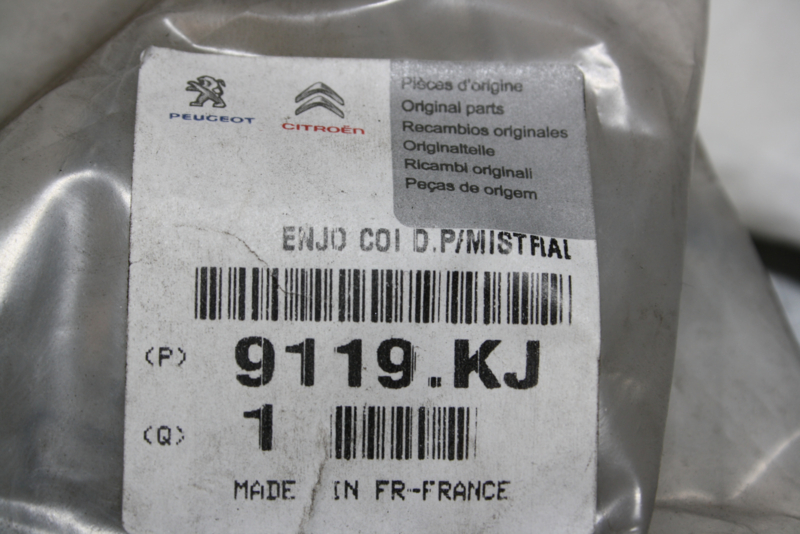 PEUGEOT
CITROËN
Pièces d'origine
Original parts
Recambios originales
Originalteile
Ricambi originali
Peças de origem
ENJO COI D.P/MISTRAL
(P) 9119.KJ
(Q) 1
MADE IN FR-FRANCE